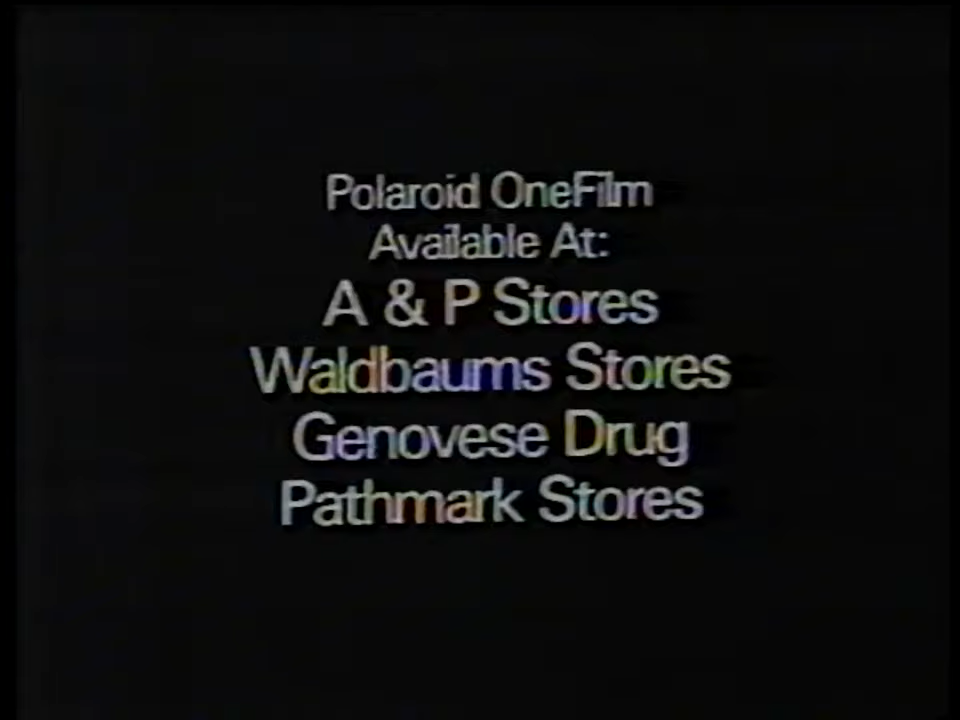 Polaroid OneFilm
Available At:
A & P Stores
Waldbaums Stores
Genovese Drug
Pathmark Stores